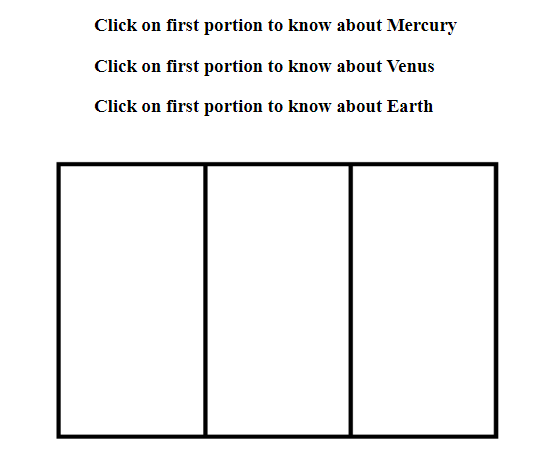 Click on first portion to know about Mercury
Click on first portion to know about Venus
Click on first portion to know about Earth